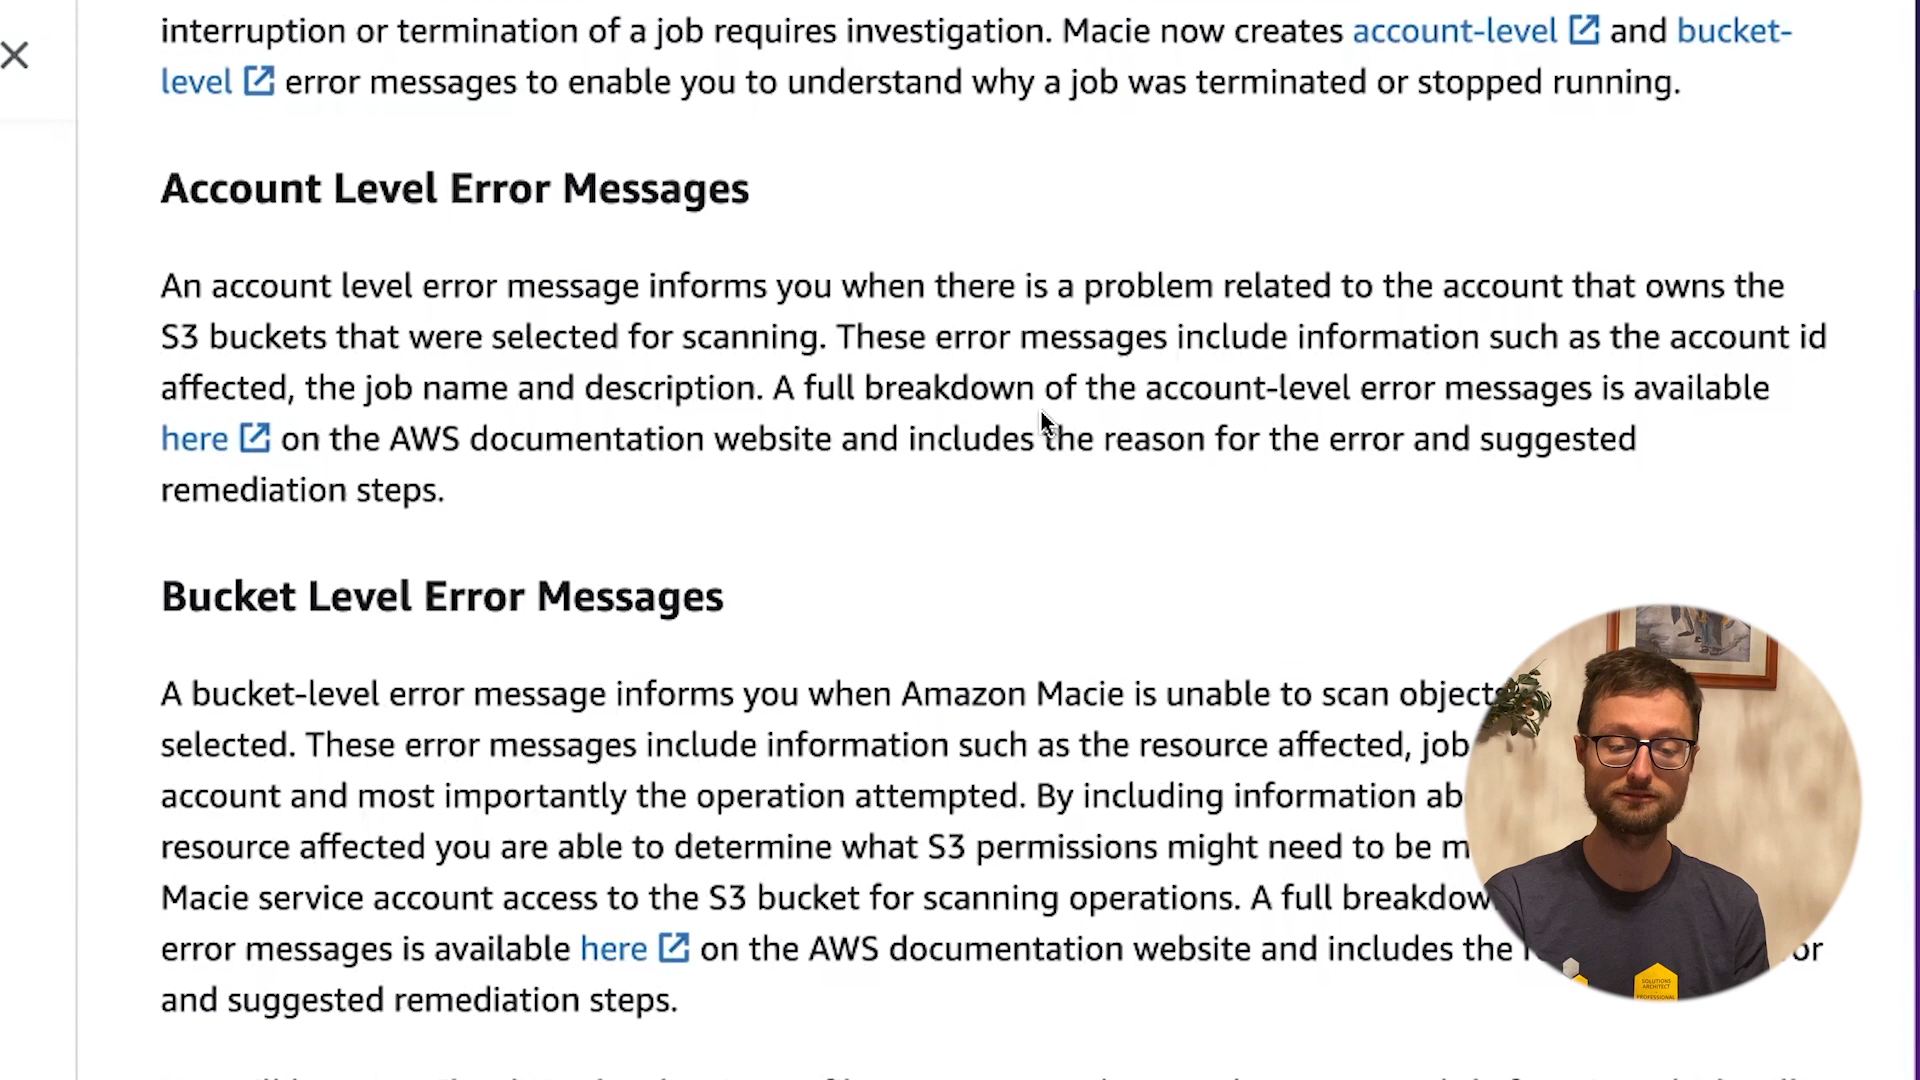 interruption or termination of a job requires investigation. Macie now creates account-level and bucket-
level error messages to enable you to understand why a job was terminated or stopped running.
Account Level Error Messages
An account level error message informs you when there is a problem related to the account that owns the
S3 buckets that were selected for scanning. These error messages include information such as the account id
affected, the job name and description. A full breakdown of the account-level error messages is available
here on the AWS documentation website and includes the reason for the error and suggested
remediation steps.
Bucket Level Error Messages
A bucket-level error message informs you when Amazon Macie is unable to scan objects
selected. These error messages include information such as the resource affected, job
account and most importantly the operation attempted. By including information ab
resource affected you are able to determine what S3 permissions might need to be m
Macie service account access to the S3 bucket for scanning operations. A full breakdow
error messages is available here on the AWS documentation website and includes the or
and suggested remediation steps.
SOLUTIONS
ARCHITECT
PROFESSIONAL